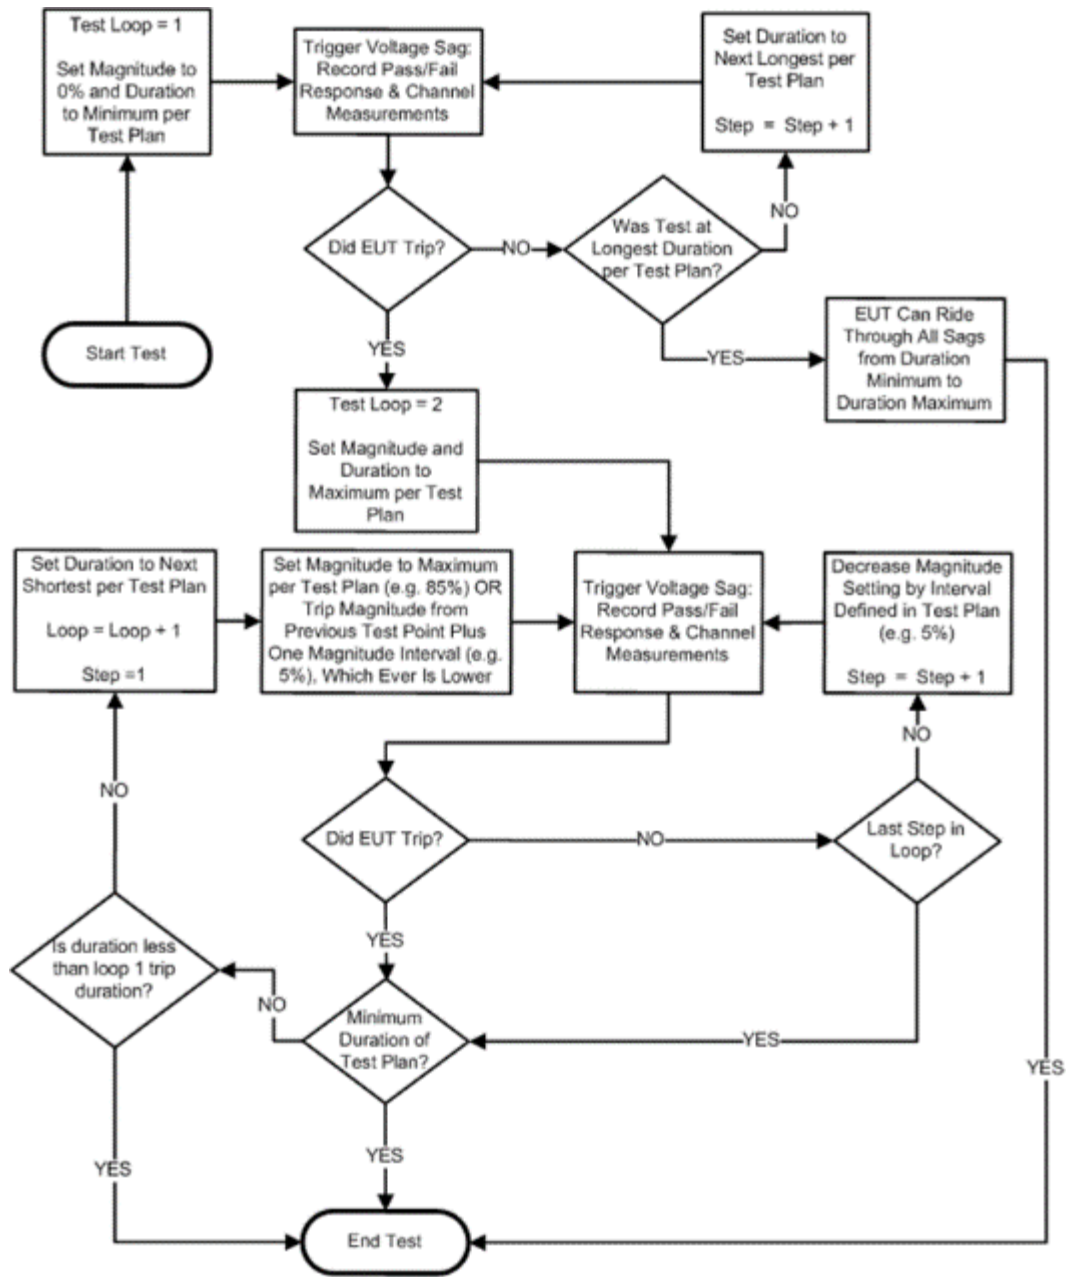 Test Loop = 1
Set Magnitude to
0% and Duration
to Minimum per
Test Plan
Trigger Voltage Sag:
Record Pass/Fail
Response & Channel
Measurements
Set Duration to
Next Longest per
Test Plan
Step = Step + 1
Did EUT Trip?
NO
Was Test at
Longest Duration
per Test Plan?
NO
Start Test
YES
YES
EUT Can Ride
Through All Sags
from Duration
Minimum to
Duration Maximum
Test Loop = 2
Set Magnitude and
Duration to
Maximum per Test
Plan
Set Duration to Next
Shortest per Test Plan
Loop = Loop + 1
Step =1
Set Magnitude to Maximum
per Test Plan (e.g. 85%) OR
Trip Magnitude from
Previous Test Point Plus
One Magnitude Interval (e.g.
5%), Which Ever Is Lower
Trigger Voltage Sag:
Record Pass/Fail
Response & Channel
Measurements
Decrease Magnitude
Setting by Interval
Defined in Test Plan
(e.g. 5%)
Step = Step + 1
NO
NO
Did EUT Trip?
NO
Last Step in
Loop?
YES
Is duration less
than loop 1 trip
duration?
NO
Minimum
Duration of
Test Plan?
YES
YES
YES
YES
End Test